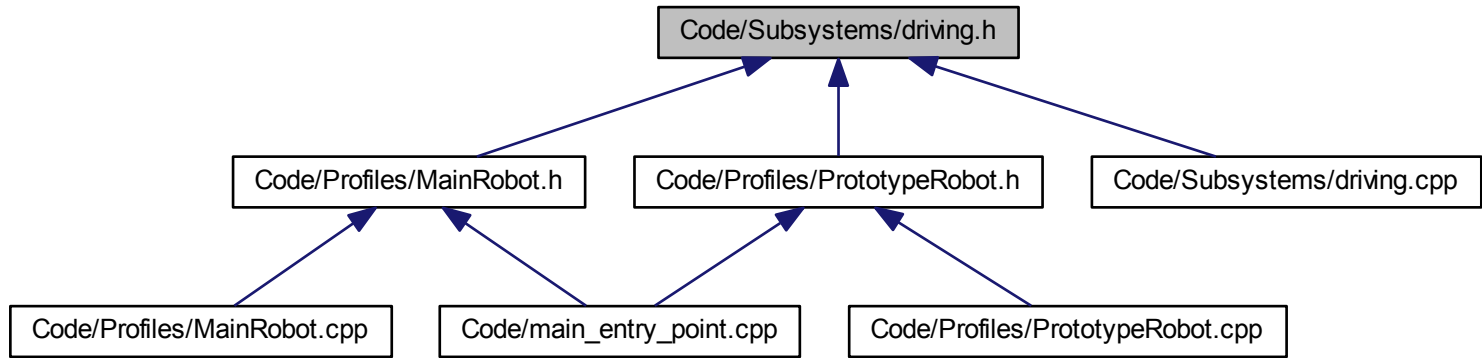 Code/Subsystems/driving.h
Code/Profiles/MainRobot.h
Code/Profiles/PrototypeRobot.h
Code/Subsystems/driving.cpp
Code/Profiles/MainRobot.cpp
Code/main_entry_point.cpp
Code/Profiles/PrototypeRobot.cpp